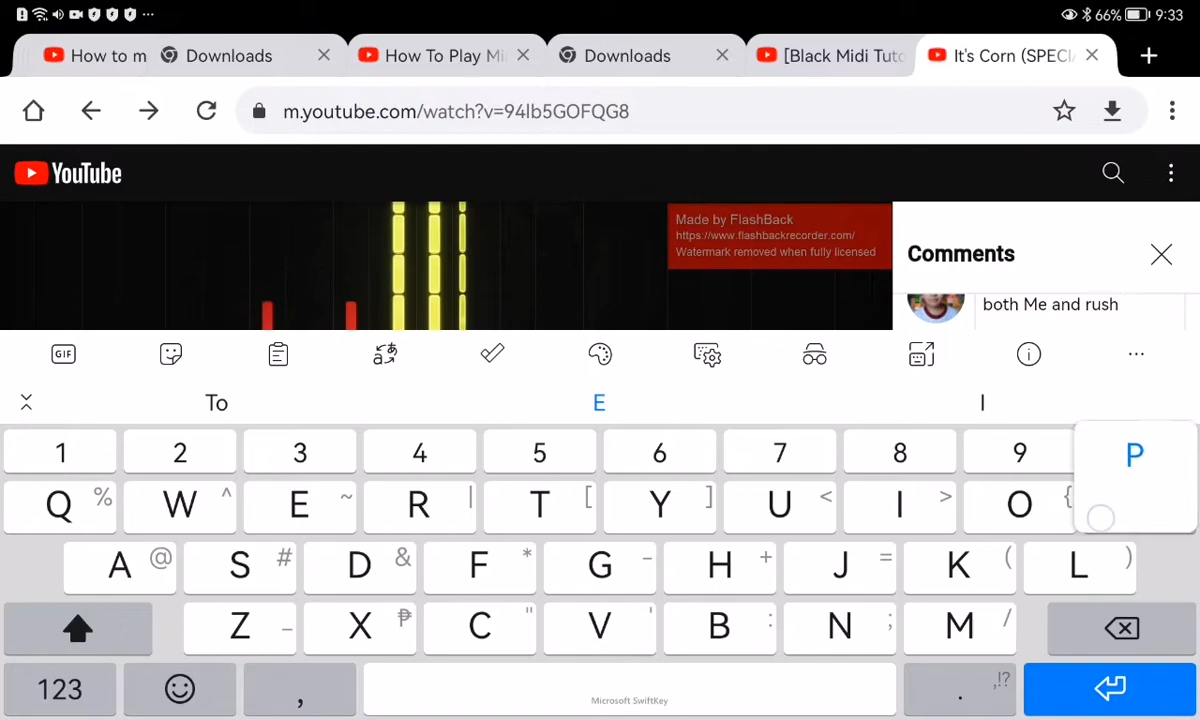 66% 9:33
How to m Downloads How To Play Mi Downloads [Black Midi Tuto It's Corn (SPECI
m.youtube.com/watch?v=94lb5GOFQG8
YouTube
Made by FlashBack
https://www.flashbackrecorder.com/
Watermark removed when fully licensed
Comments
both Me and rush
GIF
To E I
1 2 3 4 5 6 7 8 9
P
Q % W ^ E ~ R | T [ Y ] U < I > O {
A @ S # D & F * G - H + J = K ( L )
Z _ X ₱ C " V ' B : N ; M /
123 , Microsoft SwiftKey . ,!?